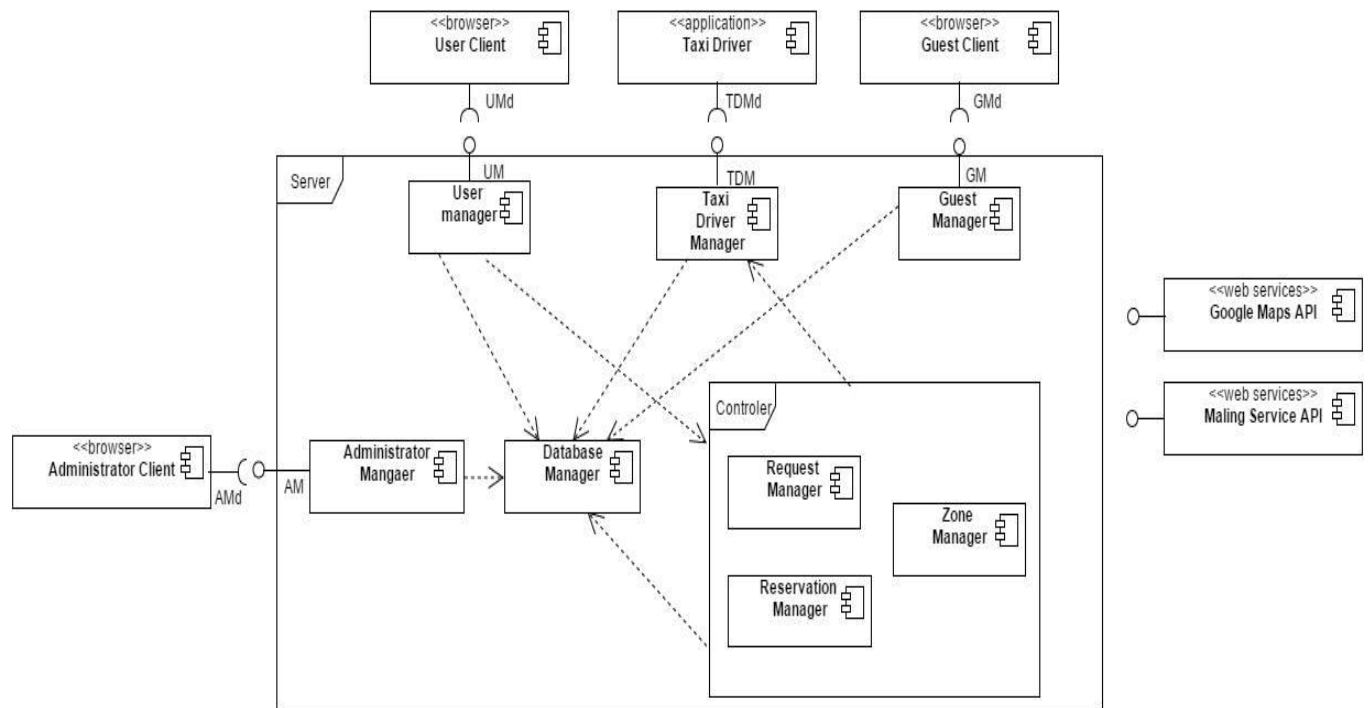 <<browser>>
User Client
<<application>>
Taxi Driver
<<browser>>
Guest Client
UMd
TDMd
GMd
Server
UM
TDM
GM
User
manager
Taxi
Driver
Manager
Guest
Manager
<<web services>>
Google Maps API
<<web services>>
Maling Service API
Controler
<<browser>>
Administrator Client
AMd
AM
Administrator
Mangaer
Database
Manager
Request
Manager
Zone
Manager
Reservation
Manager